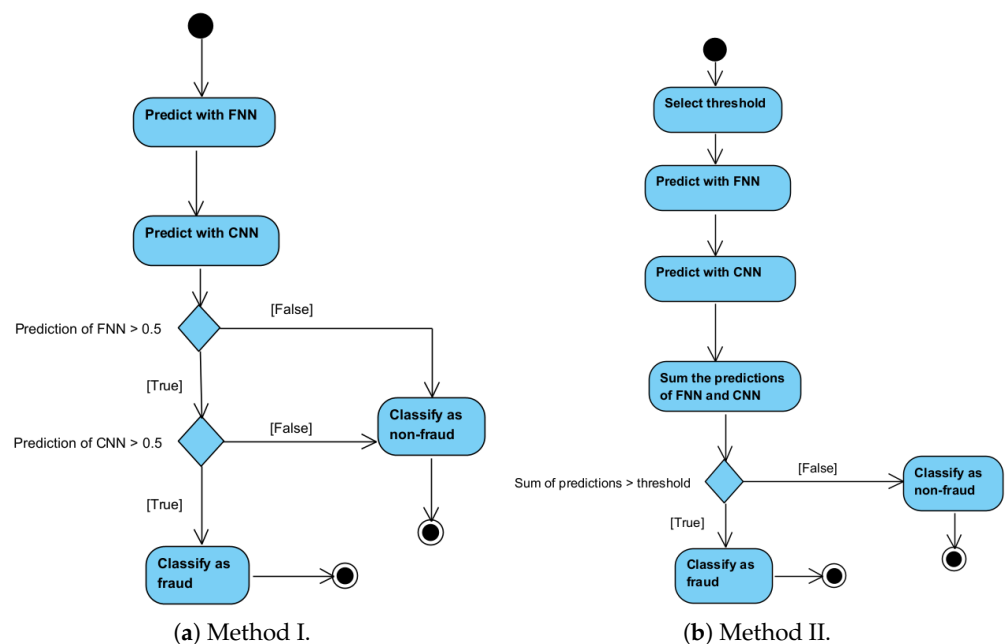 Predict with FNN
Predict with CNN
[False]
Prediction of FNN > 0.5
[True]
Classify as
non-fraud
[False]
Prediction of CNN > 0.5
[True]
Classify as
fraud
(a) Method I.
Select threshold
Predict with FNN
Predict with CNN
Sum the predictions
of FNN and CNN
[False]
Classify as
non-fraud
Sum of predictions > threshold
[True]
Classify as
fraud
(b) Method II.